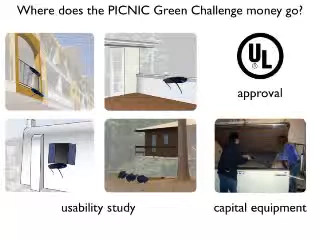 Where does the PICNIC Green Challenge money go?
UL
®
approval
usability study
capital equipment